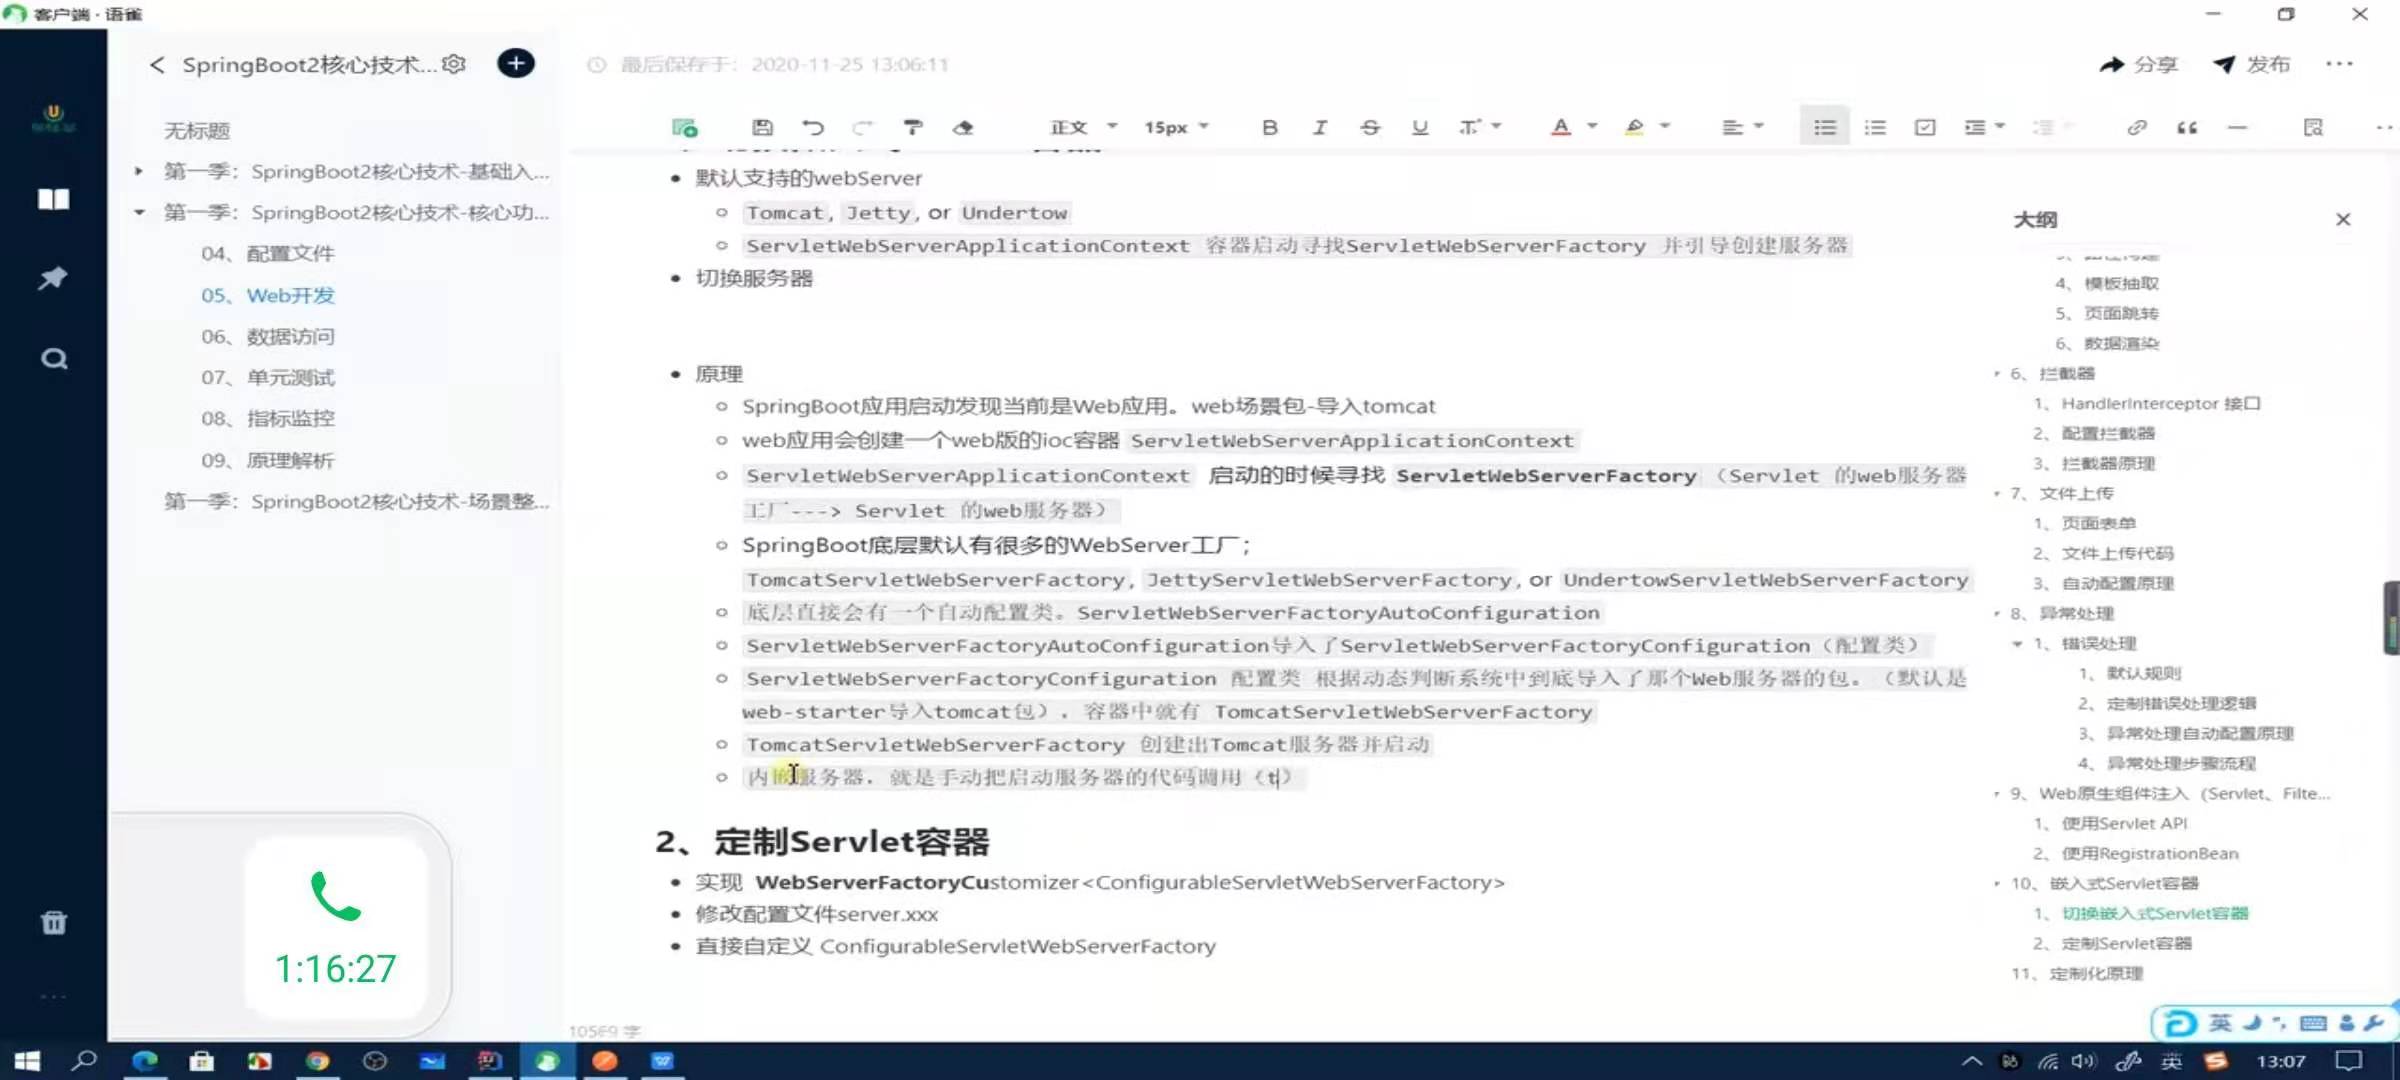 客户端 · 语雀
SpringBoot2核心技术...
最后保存于: 2020-11-25 13:06:11
分享
发布
无标题
第一季：SpringBoot2核心技术-基础入...
第一季：SpringBoot2核心技术-核心功...
04、配置文件
05、Web开发
06、数据访问
07、单元测试
08、指标监控
09、原理解析
第一季：SpringBoot2核心技术-场景整...
1:16:27
正文
15px
默认支持的webServer
Tomcat, Jetty, or Undertow
ServletWebServerApplicationContext 容器启动寻找ServletWebServerFactory 并引导创建服务器
切换服务器
原理
SpringBoot应用启动发现当前是Web应用。web场景包-导入tomcat
web应用会创建一个web版的ioc容器 ServletWebServerApplicationContext
ServletWebServerApplicationContext 启动的时候寻找 ServletWebServerFactory（Servlet 的web服务器
工厂---> Servlet 的web服务器）
SpringBoot底层默认有很多的WebServer工厂；
TomcatServletWebServerFactory, JettyServletWebServerFactory, or UndertowServletWebServerFactory
底层直接会有一个自动配置类。ServletWebServerFactoryAutoConfiguration
ServletWebServerFactoryAutoConfiguration导入了ServletWebServerFactoryConfiguration（配置类）
ServletWebServerFactoryConfiguration 配置类 根据动态判断系统中到底导入了那个Web服务器的包。（默认是
web-starter导入tomcat包），容器中就有 TomcatServletWebServerFactory
TomcatServletWebServerFactory 创建出Tomcat服务器并启动
内嵌服务器，就是手动把启动服务器的代码调用（t）
2、定制Servlet容器
实现 WebServerFactoryCustomizer<ConfigurableServletWebServerFactory>
修改配置文件server.xxx
直接自定义 ConfigurableServletWebServerFactory
10569 字
大纲
4、模板抽取
5、页面跳转
6、数据渲染
6、拦截器
1、HandlerInterceptor 接口
2、配置拦截器
3、拦截器原理
7、文件上传
1、页面表单
2、文件上传代码
3、自动配置原理
8、异常处理
1、错误处理
1、默认规则
2、定制错误处理逻辑
3、异常处理自动配置原理
4、异常处理步骤流程
9、Web原生组件注入（Servlet、Filte...
1、使用Servlet API
2、使用RegistrationBean
10、嵌入式Servlet容器
1、切换嵌入式Servlet容器
2、定制Servlet容器
11、定制化原理
英
英
13:07